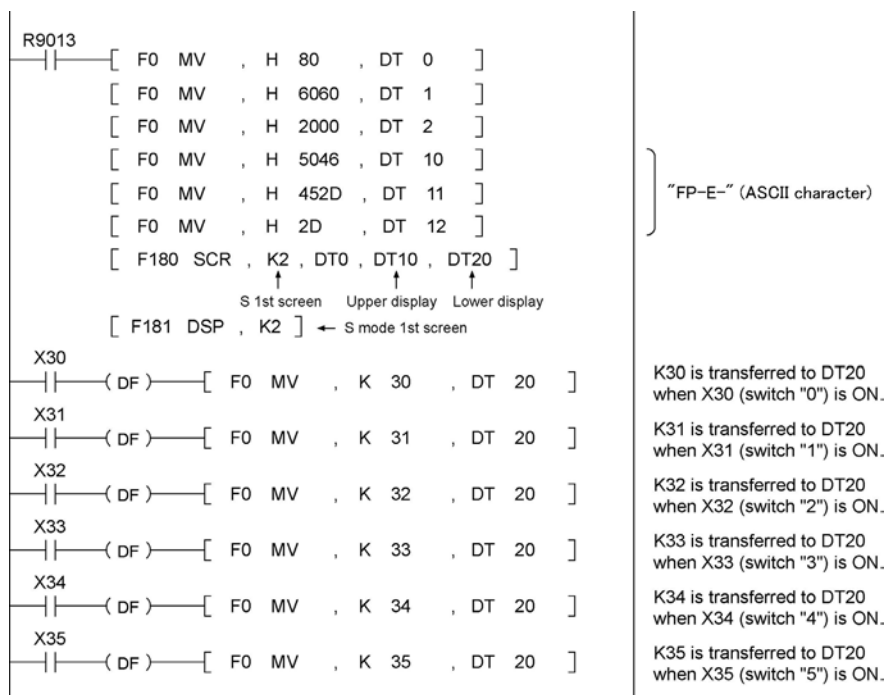 R9013
[ F0 MV , H 80 , DT 0 ]
[ F0 MV , H 6060 , DT 1 ]
[ F0 MV , H 2000 , DT 2 ]
[ F0 MV , H 5046 , DT 10 ]
[ F0 MV , H 452D , DT 11 ]
"FP-E-" (ASCII character)
[ F0 MV , H 2D , DT 12 ]
[ F180 SCR , K2 , DT0 , DT10 , DT20 ]
S 1st screen Upper display Lower display
[ F181 DSP , K2 ] ← S mode 1st screen
X30
( DF ) [ F0 MV , K 30 , DT 20 ]
K30 is transferred to DT20
when X30 (switch "0") is ON.
X31
( DF ) [ F0 MV , K 31 , DT 20 ]
K31 is transferred to DT20
when X31 (switch "1") is ON.
X32
( DF ) [ F0 MV , K 32 , DT 20 ]
K32 is transferred to DT20
when X32 (switch "2") is ON.
X33
( DF ) [ F0 MV , K 33 , DT 20 ]
K33 is transferred to DT20
when X33 (switch "3") is ON.
X34
( DF ) [ F0 MV , K 34 , DT 20 ]
K34 is transferred to DT20
when X34 (switch "4") is ON.
X35
( DF ) [ F0 MV , K 35 , DT 20 ]
K35 is transferred to DT20
when X35 (switch "5") is ON.